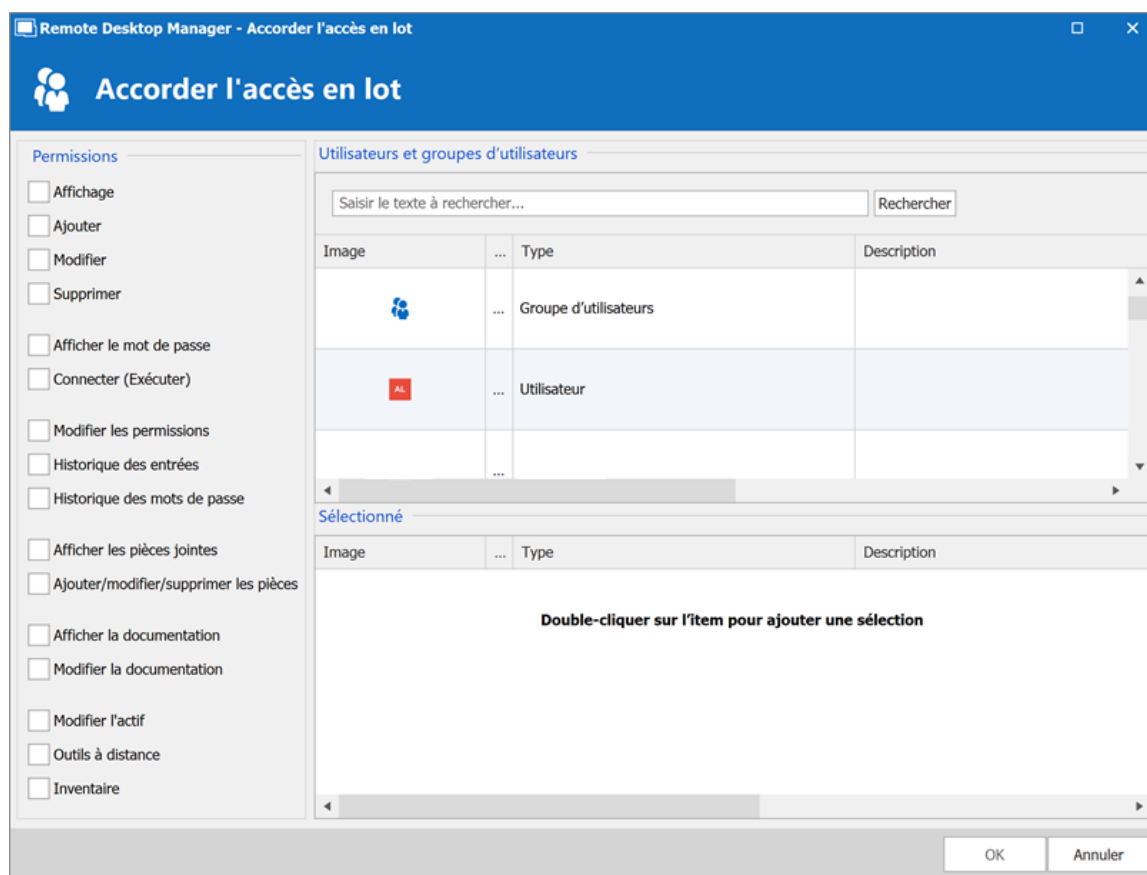 Remote Desktop Manager - Accorder l'accès en lot
Accorder l'accès en lot
Permissions
Affichage
Ajouter
Modifier
Supprimer
Afficher le mot de passe
Connecter (Exécuter)
Modifier les permissions
Historique des entrées
Historique des mots de passe
Afficher les pièces jointes
Ajouter/modifier/supprimer les pièces
Afficher la documentation
Modifier la documentation
Modifier l'actif
Outils à distance
Inventaire
Utilisateurs et groupes d’utilisateurs
Saisir le texte à rechercher... Rechercher
Image ... Type Description
... Groupe d’utilisateurs
AL ... Utilisateur
...
Sélectionné
Image ... Type Description
Double-cliquer sur l’item pour ajouter une sélection
OK Annuler